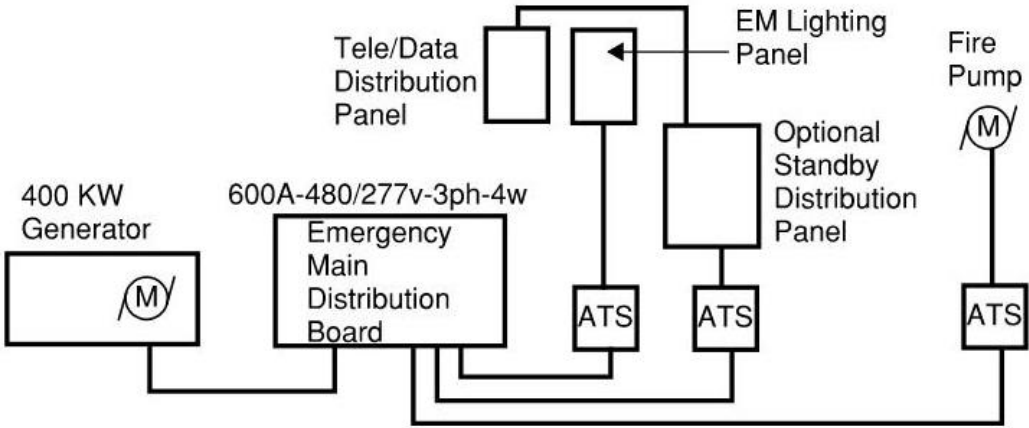 Tele/Data
Distribution
Panel
EM Lighting
Panel
Fire
Pump
M
Optional
Standby
Distribution
Panel
400 KW
Generator
M
600A-480/277v-3ph-4w
Emergency
Main
Distribution
Board
ATS
ATS
ATS